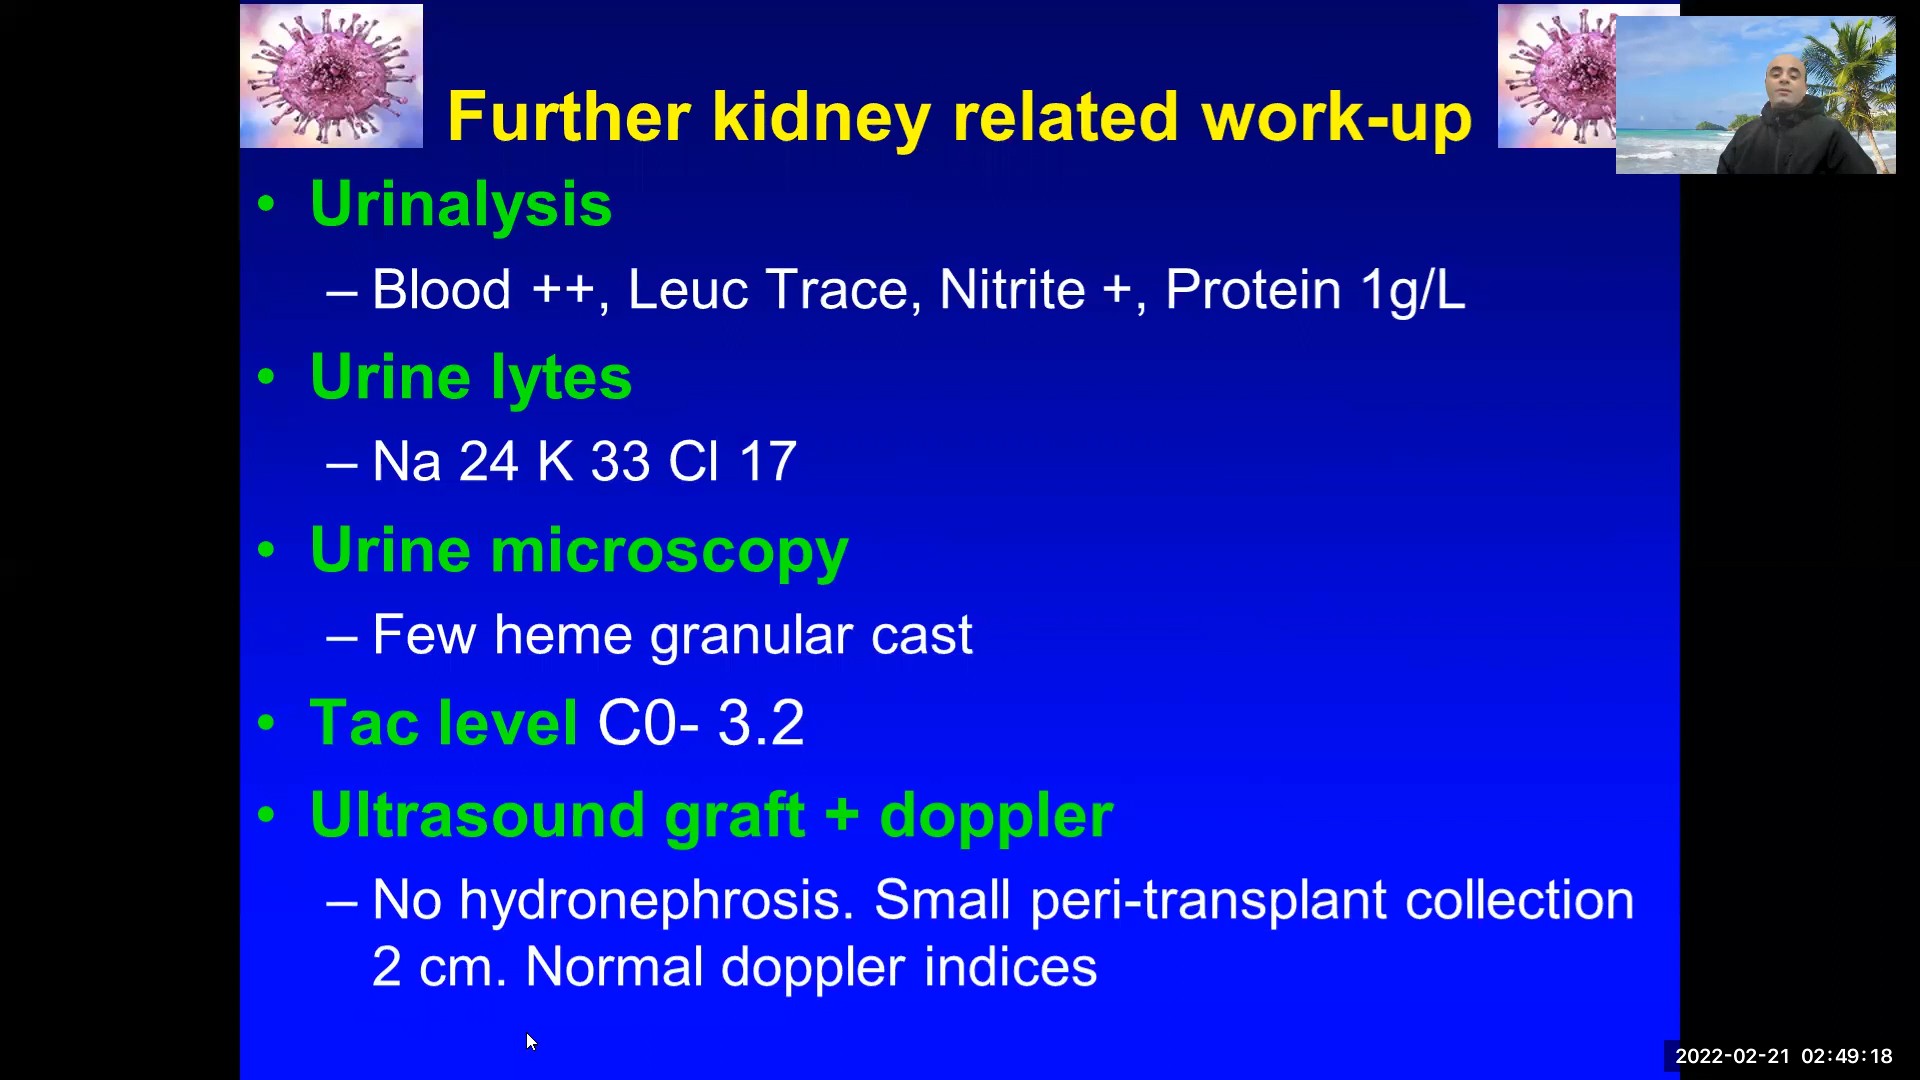 Further kidney related work-up
• Urinalysis
– Blood ++, Leuc Trace, Nitrite +, Protein 1g/L
• Urine lytes
– Na 24 K 33 Cl 17
• Urine microscopy
– Few heme granular cast
• Tac level C0- 3.2
• Ultrasound graft + doppler
– No hydronephrosis. Small peri-transplant collection
2 cm. Normal doppler indices
2022-02-21 02:49:18